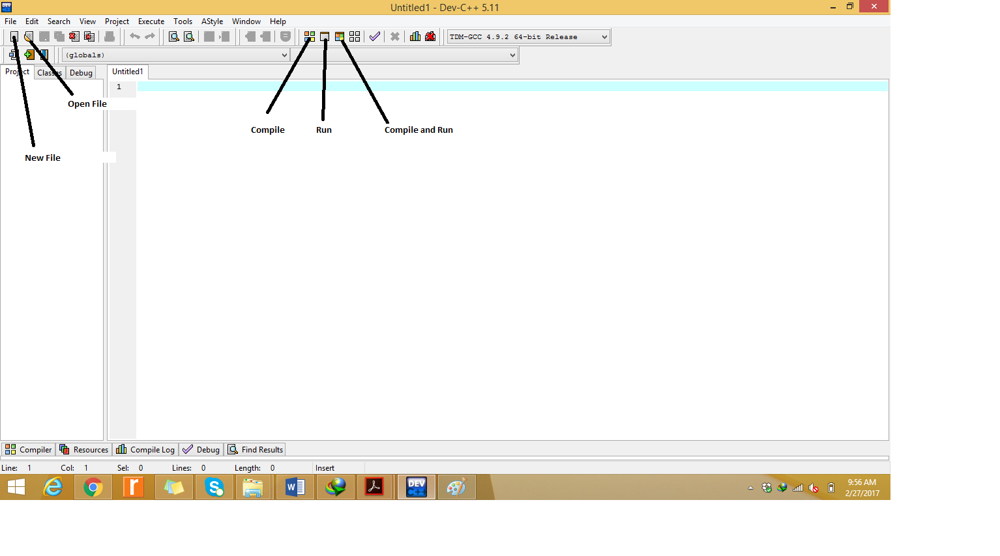 Untitled1 - Dev-C++ 5.11
File Edit Search View Project Execute Tools AStyle Window Help
TDM-GCC 4.9.2 64-bit Release
(globals)
Project Classes Debug Untitled1
1
Open File
Compile Run Compile and Run
New File
Compiler Resources Compile Log Debug Find Results
Line: 1 Col: 1 Sel: 0 Lines: 0 Length: 0 Insert
DEV C++
9:56 AM
2/27/2017